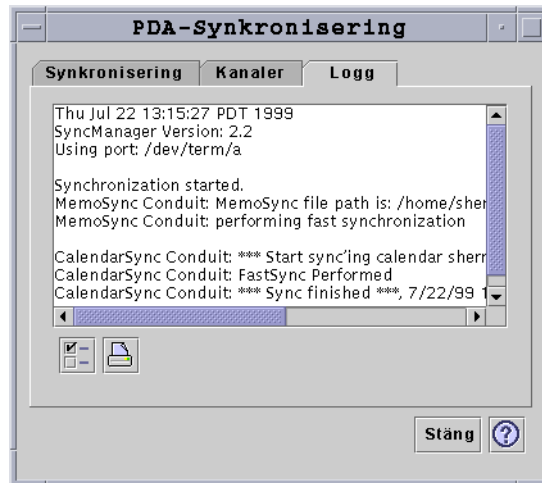 PDA-Synkronisering
Synkronisering Kanaler Logg
Thu Jul 22 13:15:27 PDT 1999
SyncManager Version: 2.2
Using port: /dev/term/a
Synchronization started.
MemoSync Conduit: MemoSync file path is: /home/sher
MemoSync Conduit: performing fast synchronization
CalendarSync Conduit: *** Start sync'ing calendar sherr
CalendarSync Conduit: FastSync Performed
CalendarSync Conduit: *** Sync finished ***, 7/22/99 1
Stäng ?